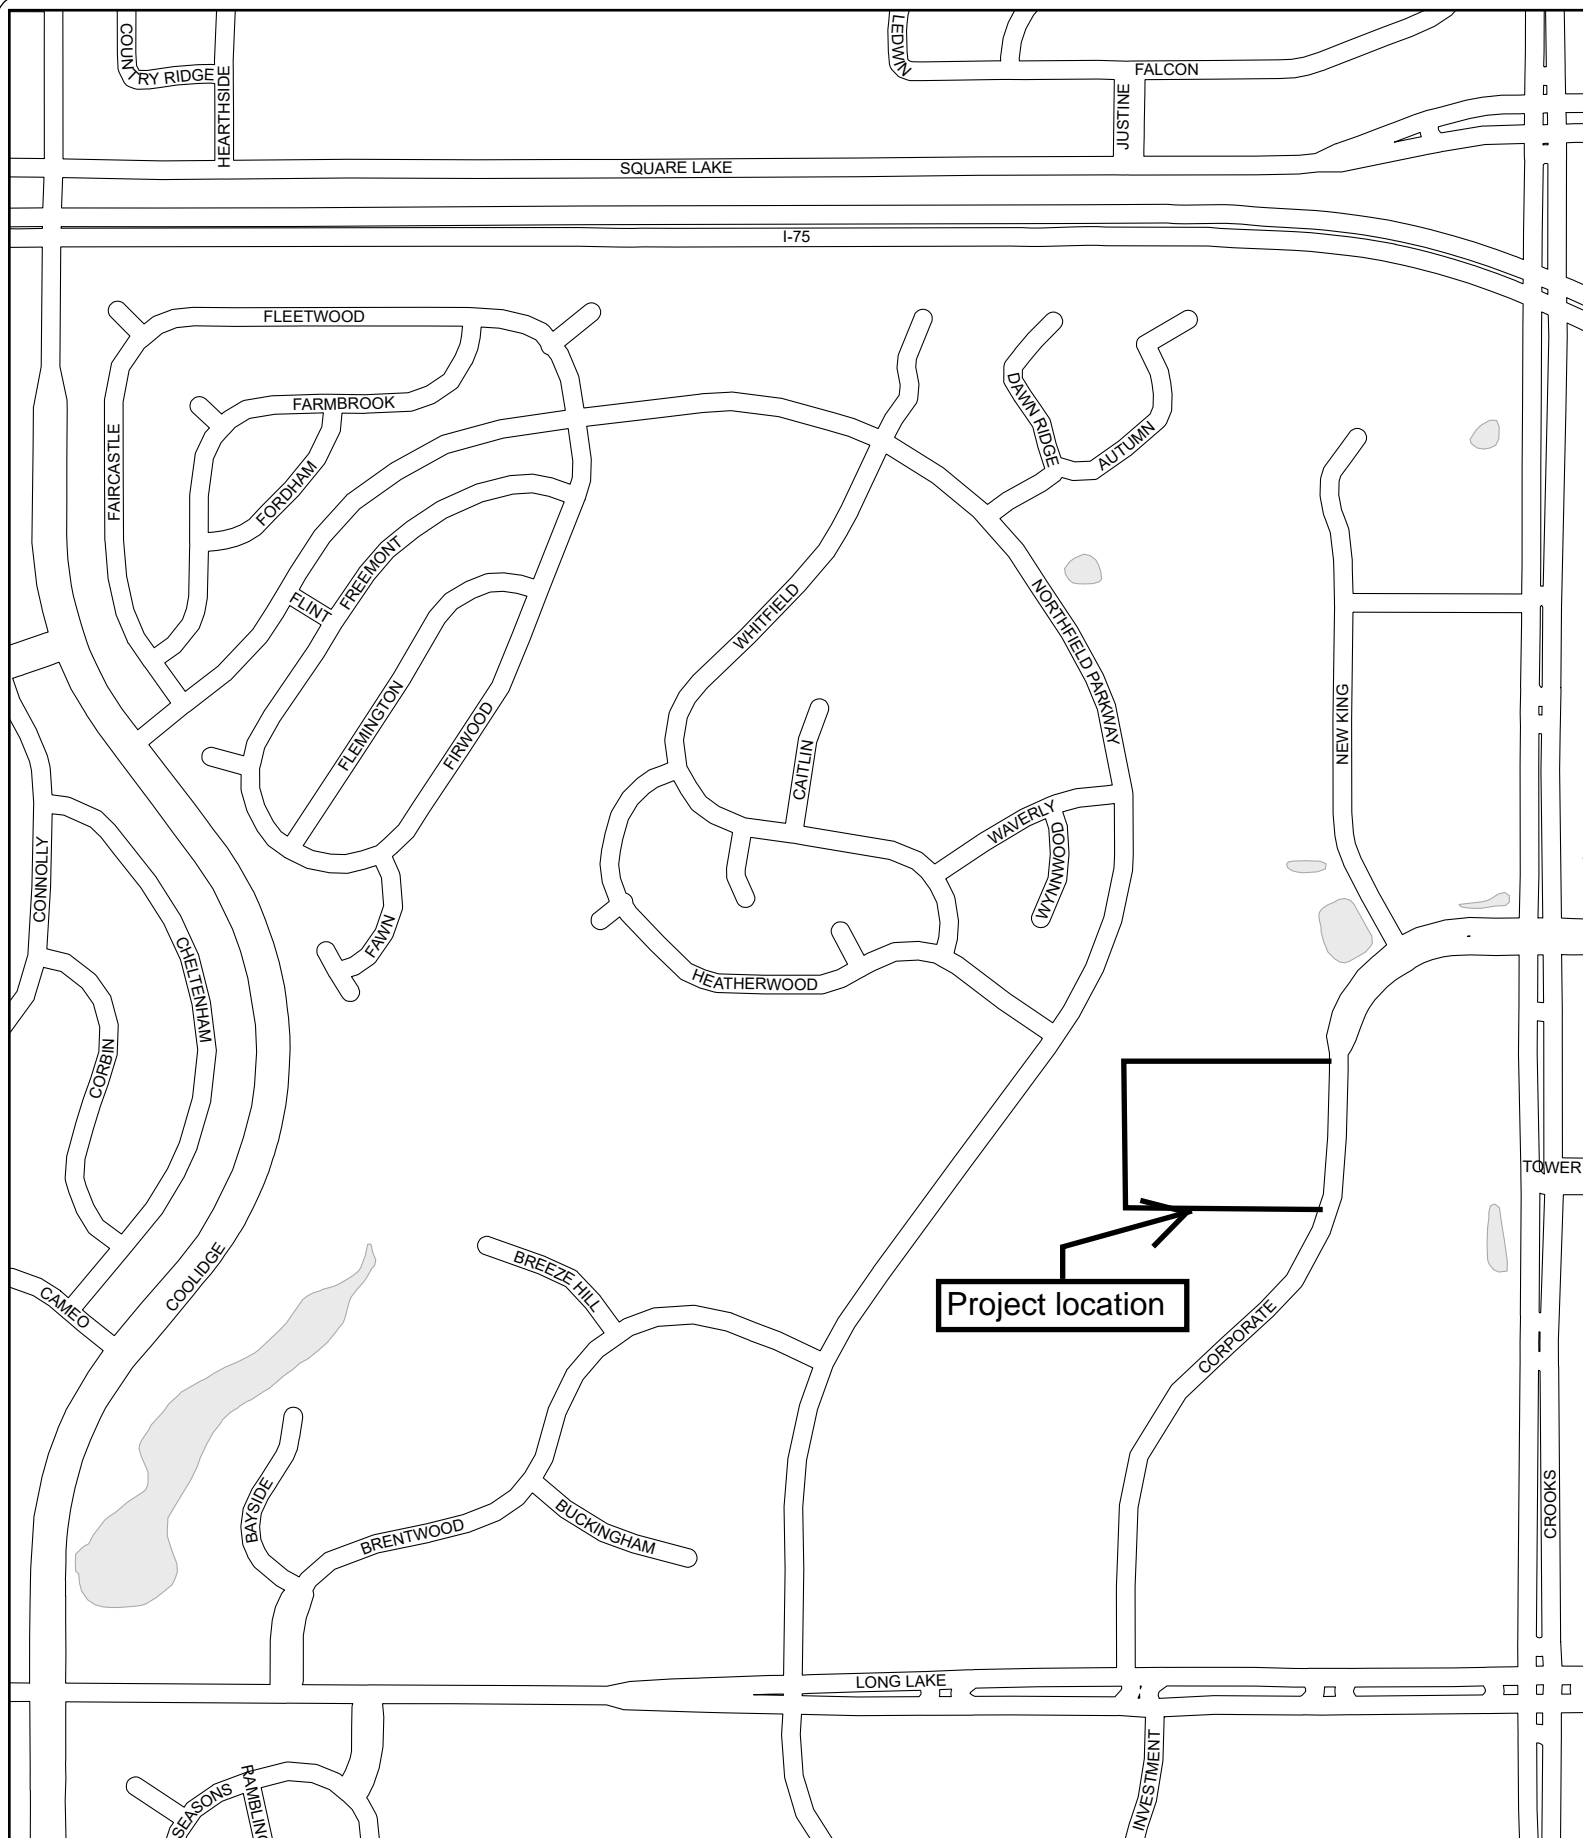 COUNTRY RIDGE
HEARTHSIDE
LEDWIN
FALCON
JUSTINE
SQUARE LAKE
I-75
FLEETWOOD
FARMBROOK
FAIRCASTLE
FORDHAM
FREEMONT
FLINT
FLEMINGTON
FIRWOOD
FAWN
DAWN RIDGE
AUTUMN
WHITFIELD
NORTHFIELD PARKWAY
NEW KING
CAITLIN
WAVERLY
WYNNWOOD
HEATHERWOOD
CONNOLLY
CHELTENHAM
CORBIN
CAMEO
COOLIDGE
TOWER
BREEZE HILL
Project location
CORPORATE
BAYSIDE
BRENTWOOD
BUCKINGHAM
CROOKS
LONG LAKE
SEASONS
RAMBLING
INVESTMENT